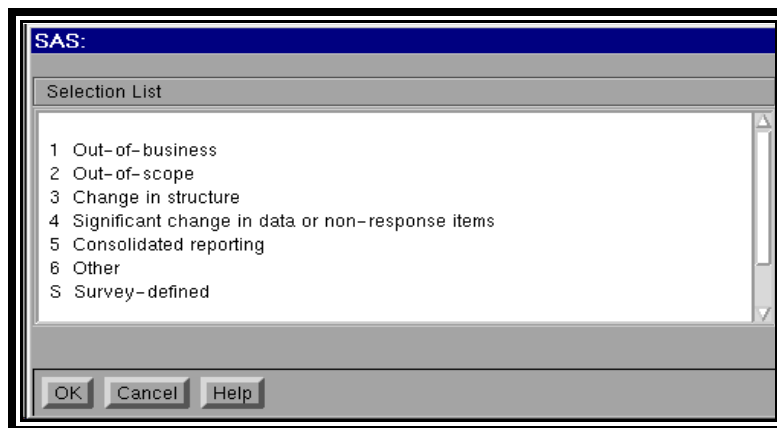 SAS:
Selection List
1 Out-of-business
2 Out-of-scope
3 Change in structure
4 Significant change in data or non-response items
5 Consolidated reporting
6 Other
S Survey-defined
OK Cancel Help